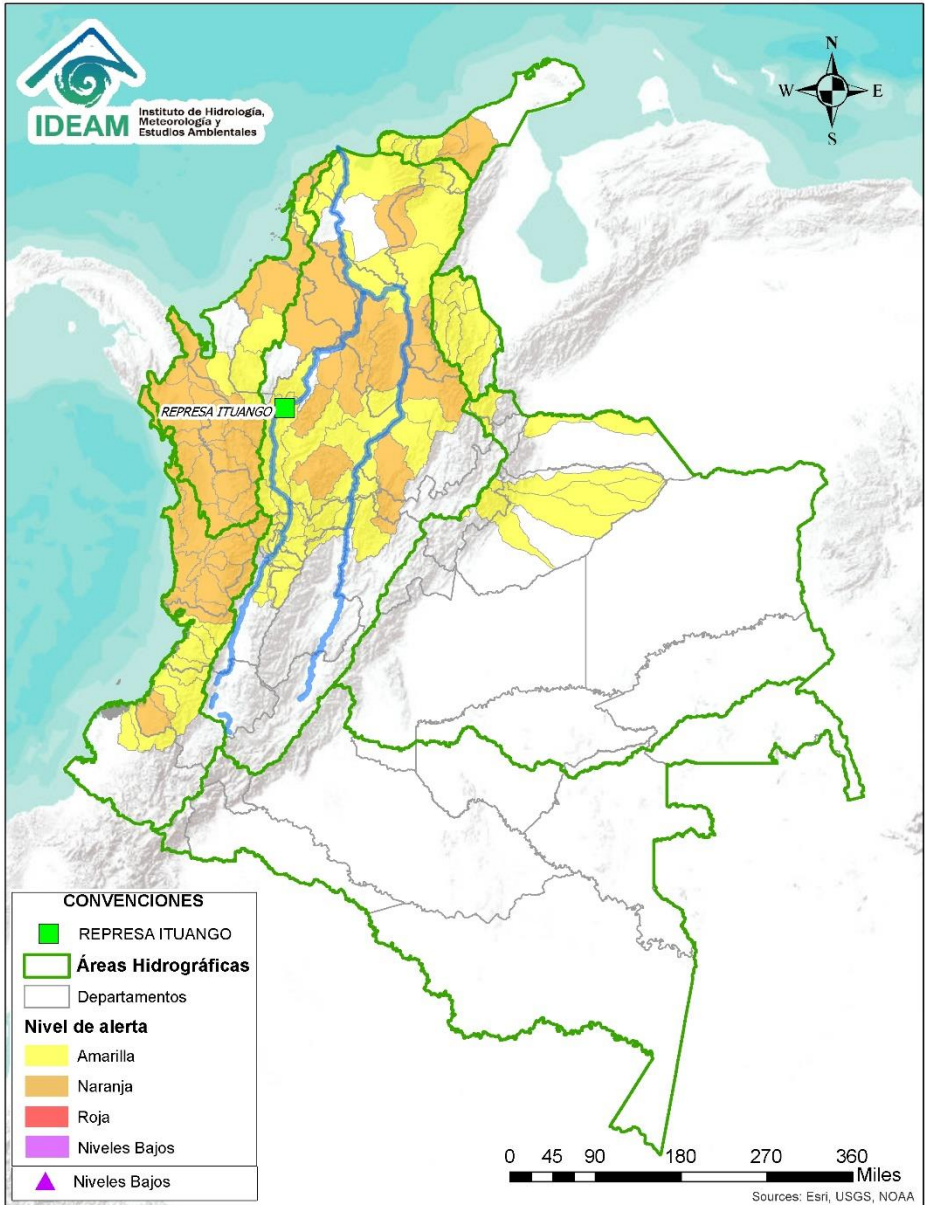 IDEAM
Instituto de Hidrología,
Meteorología y
Estudios Ambientales
N
W
E
S
REPRESA ITUANGO
CONVENCIONES
REPRESA ITUANGO
Áreas Hidrográficas
Departamentos
Nivel de alerta
Amarilla
Naranja
Roja
Niveles Bajos
Niveles Bajos
0 45 90 180 270 360
Miles
Sources: Esri, USGS, NOAA